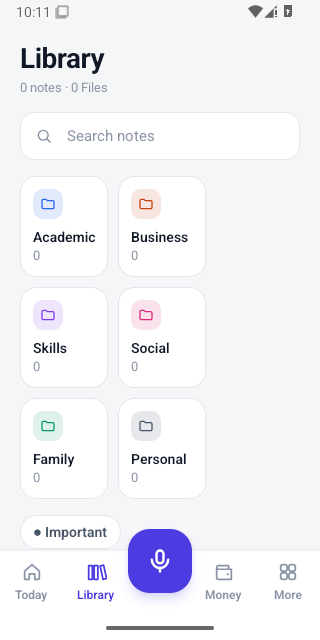 10:11
Library
0 notes · 0 Files
Search notes
Academic
0
Business
0
Skills
0
Social
0
Family
0
Personal
0
Important
Today
Library
Money
More